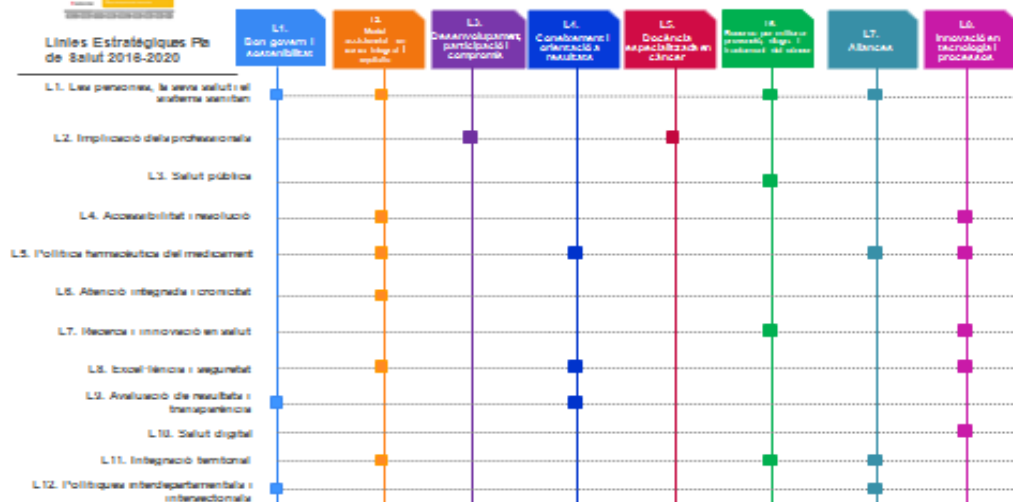 Línies Estratègiques Pla
de Salut 2016-2020
L1.
Bon govern i
sostenibilitat
L2.
Model
L3.
Desenvolupament,
participació i
compromís
L4.
Coneixement i
orientació a
resultats
L5.
Docència
especialitzada en
càncer
L7.
Aliances
Innovació en
tecnologia i
processos
L1. Les persones, la seva salut i el
sistema sanitari
L2. Implicació dels professionals
L3. Salut pública
L4. Accessibilitat i resolució
L5. Política farmacèutica i del medicament
L6. Atenció integrada i cronicitat
L7. Recerca i innovació en salut
L8. Excel·lència i seguretat
L9. Avaluació de resultats i
transparència
L10. Salut digital
L11. Integració territorial
L12. Polítiques interdepartamentals i
intersectorials